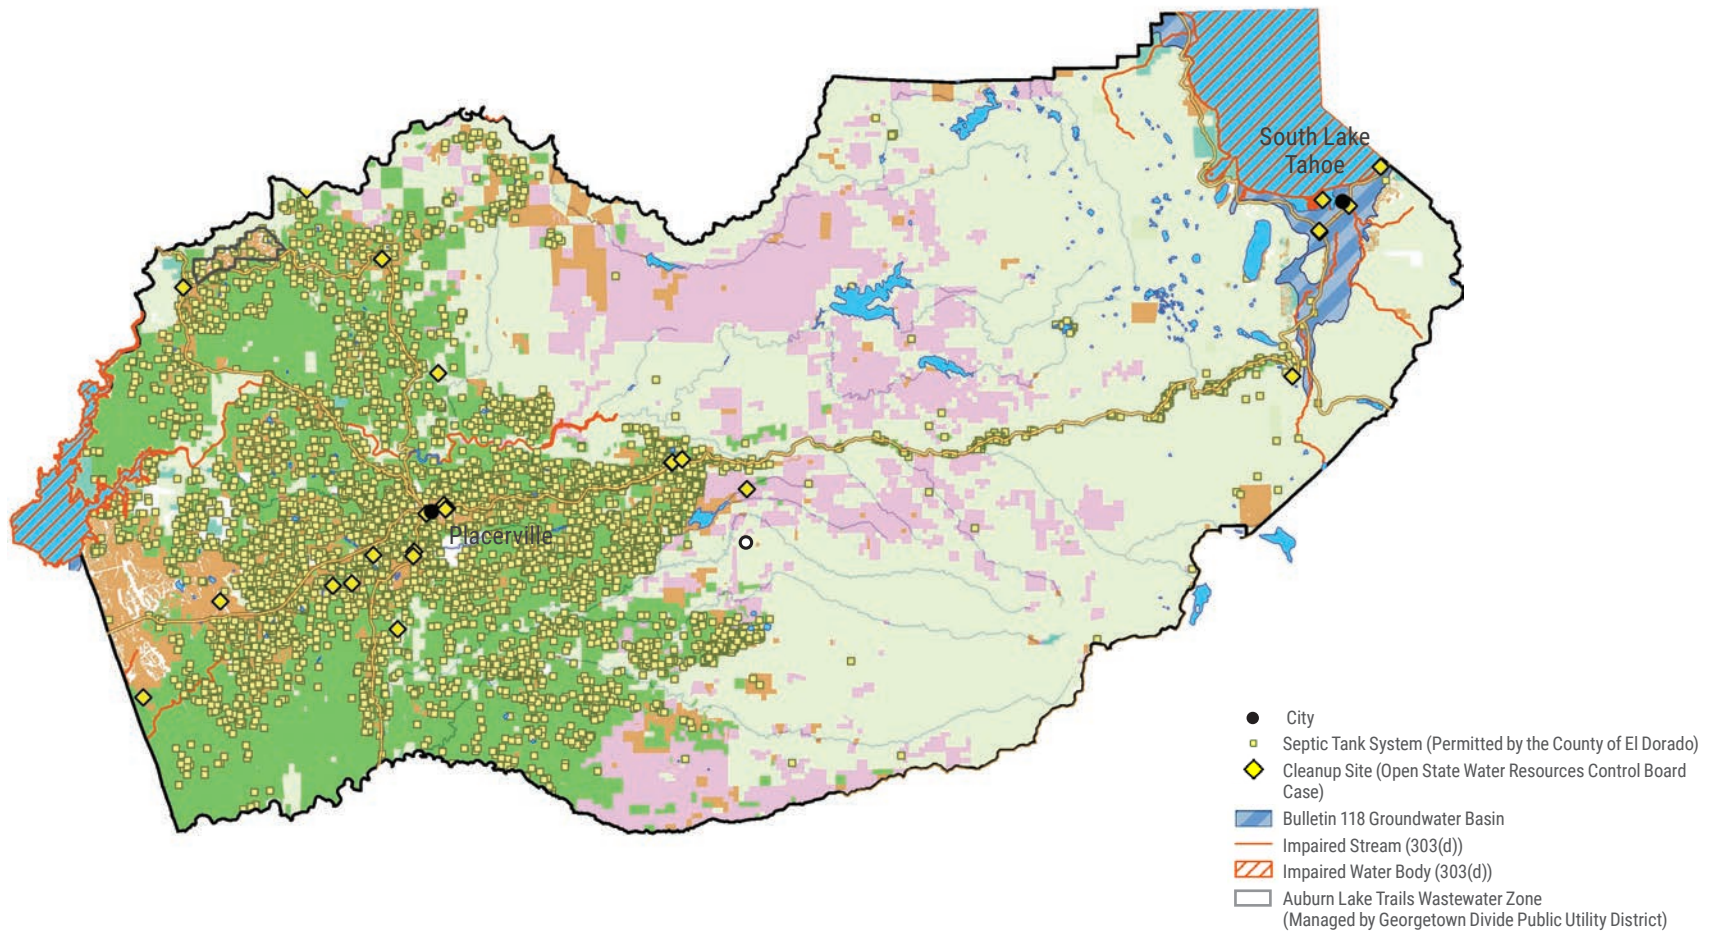 South Lake
Tahoe
Placerville
City
Septic Tank System (Permitted by the County of El Dorado)
Cleanup Site (Open State Water Resources Control Board
Case)
Bulletin 118 Groundwater Basin
Impaired Stream (303(d))
Impaired Water Body (303(d))
Auburn Lake Trails Wastewater Zone
(Managed by Georgetown Divide Public Utility District)